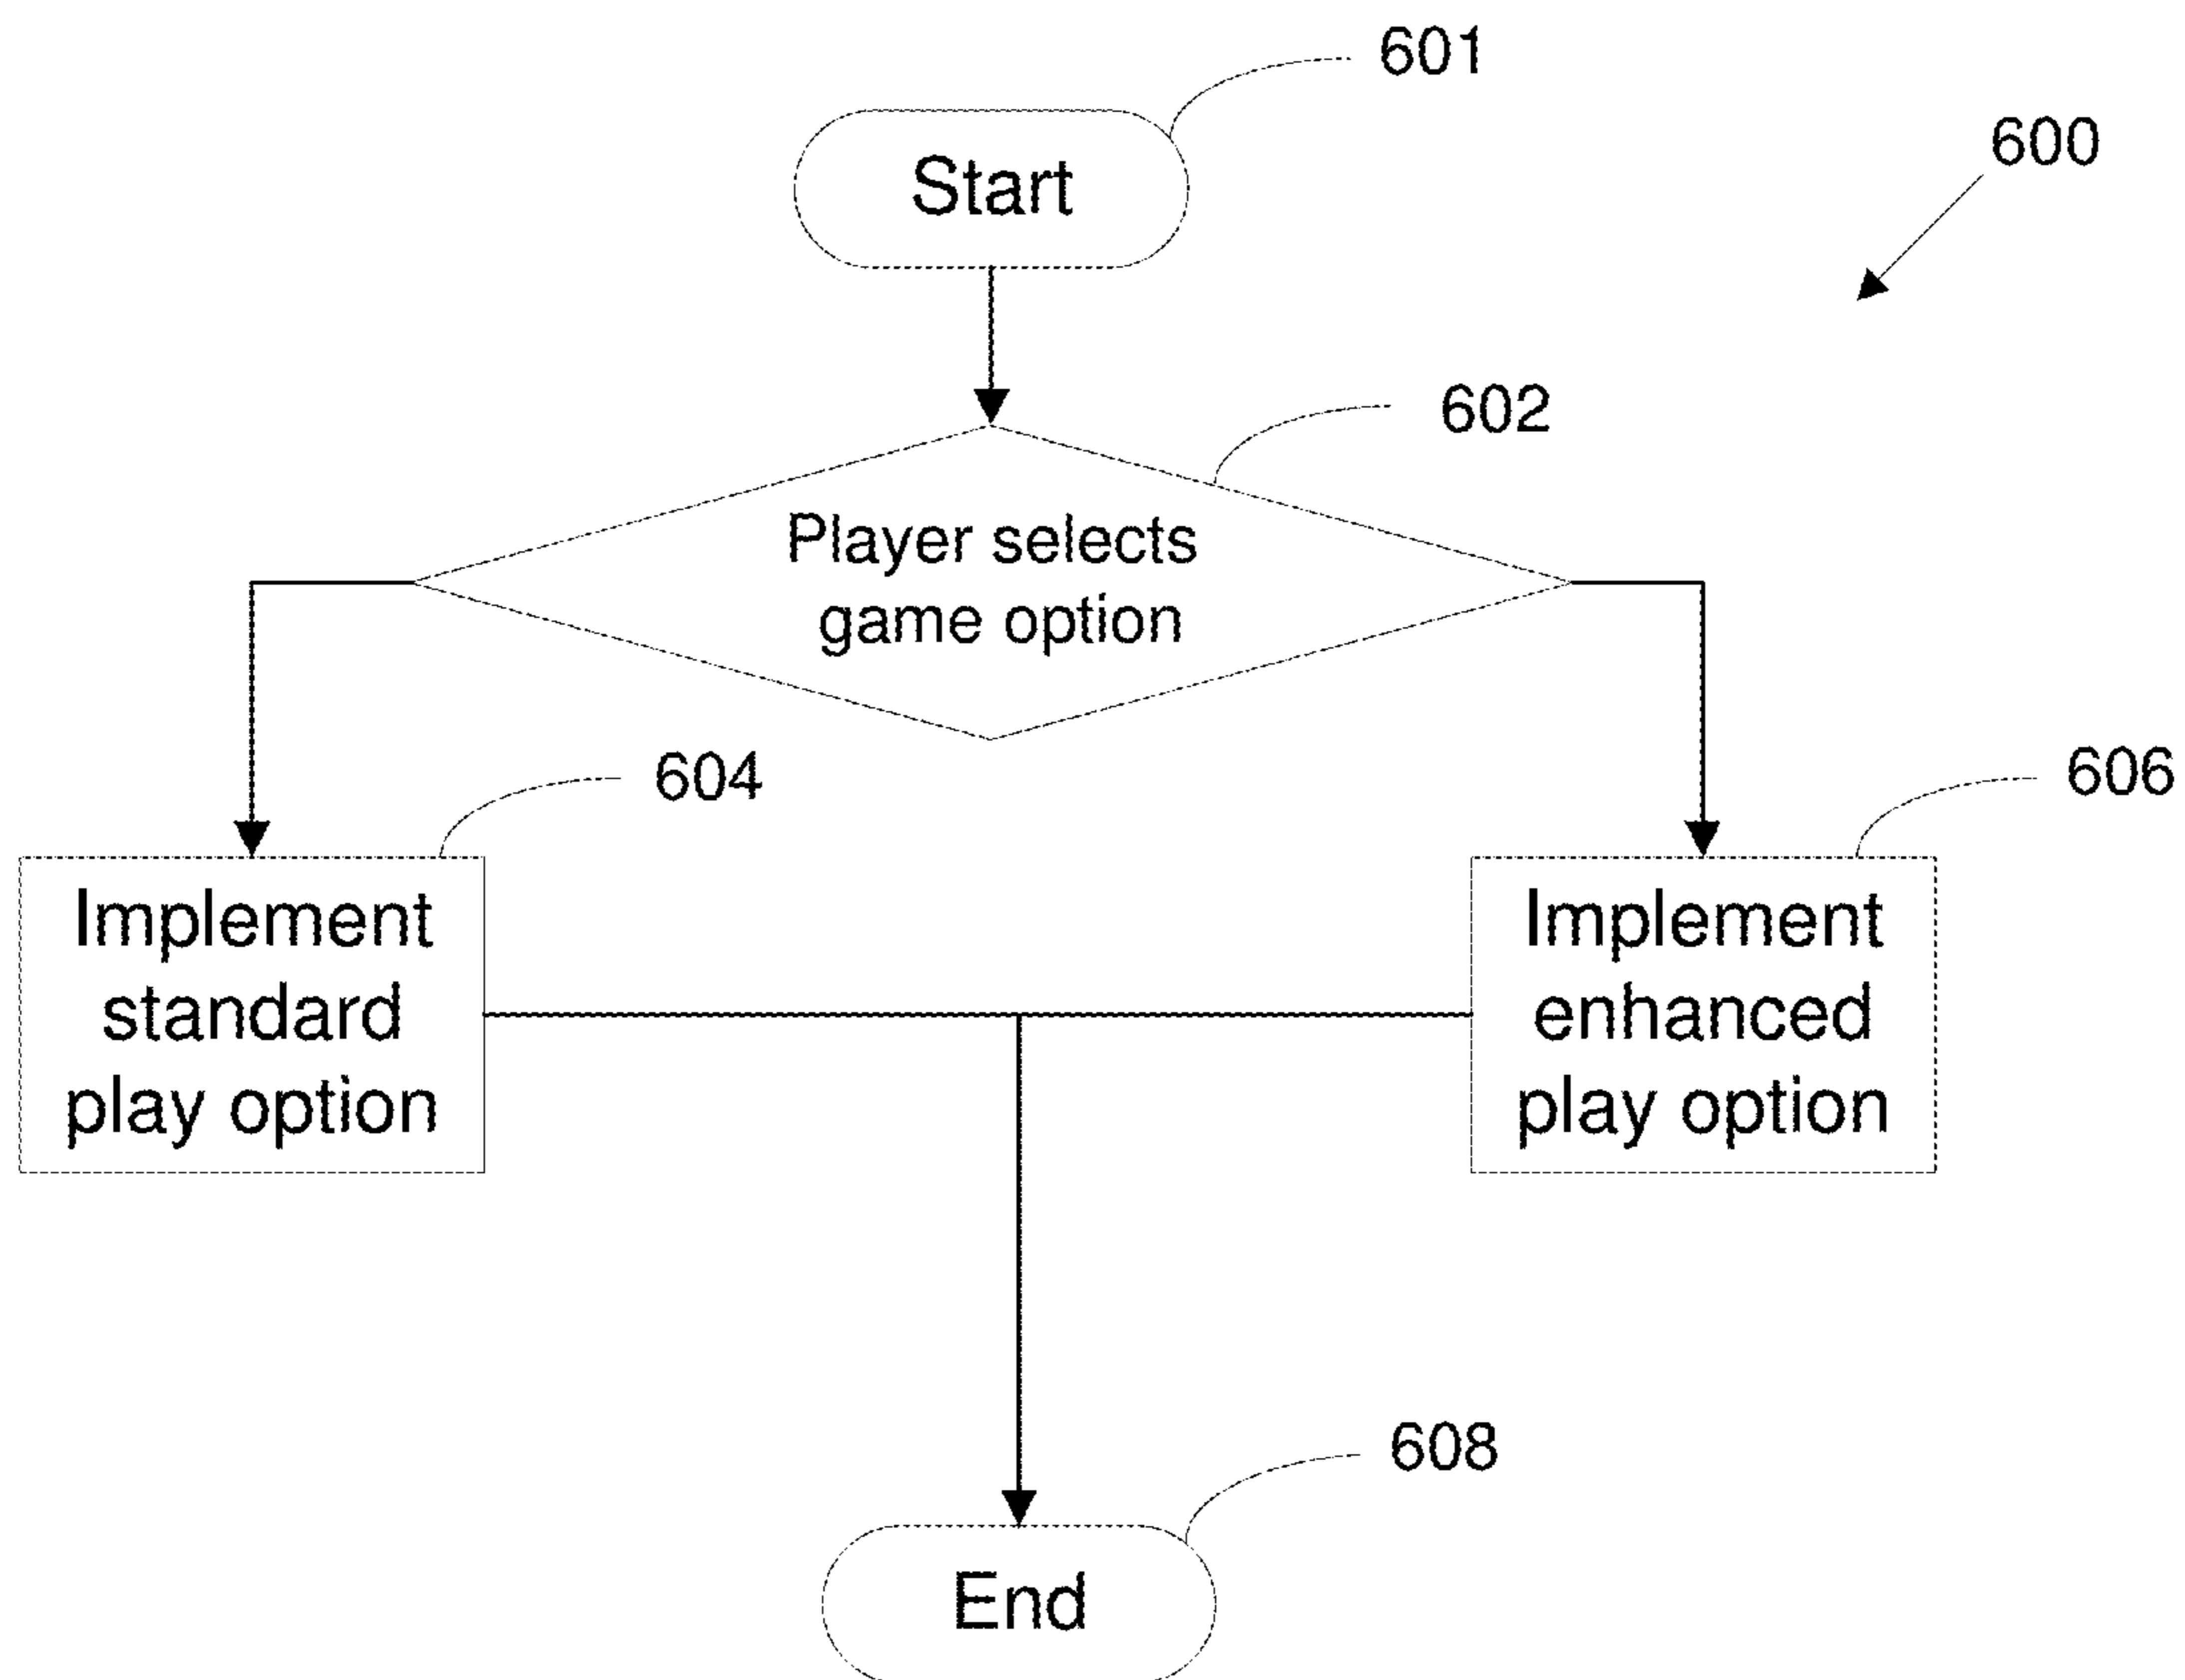 601
Start
600
602
Player selects
game option
604
606
Implement
standard
play option
Implement
enhanced
play option
608
End